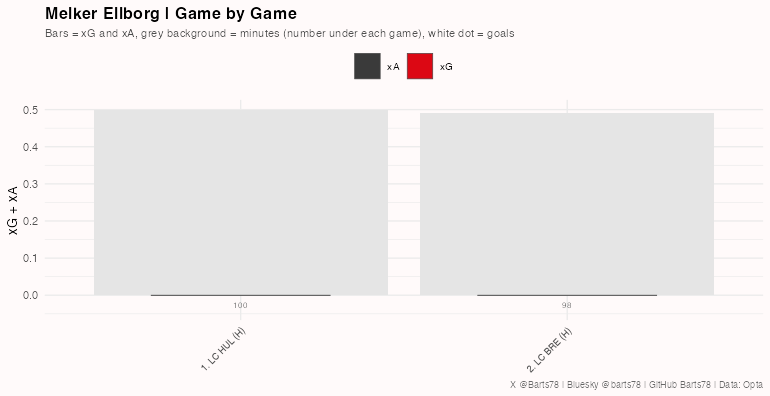 Melker Ellborg | Game by Game
Bars = xG and xA, grey background = minutes (number under each game), white dot = goals
xA xG
xG + xA
0.5
0.4
0.3
0.2
0.1
0.0
100 98
1. LC HUL (H) 2. LC BRE (H)
X @Barts78 | Bluesky @barts78 | GitHub Barts78 | Data: Opta